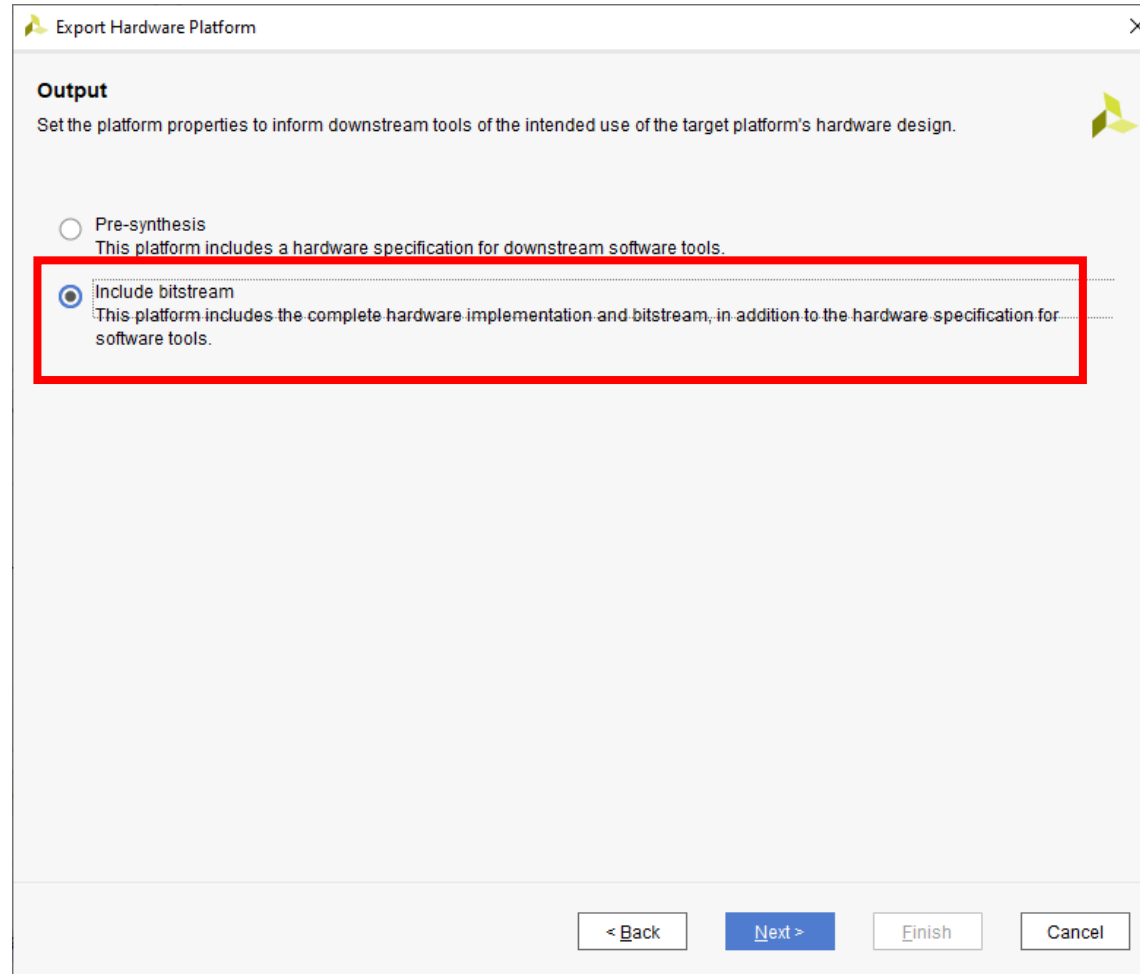 Export Hardware Platform
Output
Set the platform properties to inform downstream tools of the intended use of the target platform's hardware design.
Pre-synthesis
This platform includes a hardware specification for downstream software tools.
Include bitstream
This platform includes the complete hardware implementation and bitstream, in addition to the hardware specification for
software tools.
< Back Next > Finish Cancel